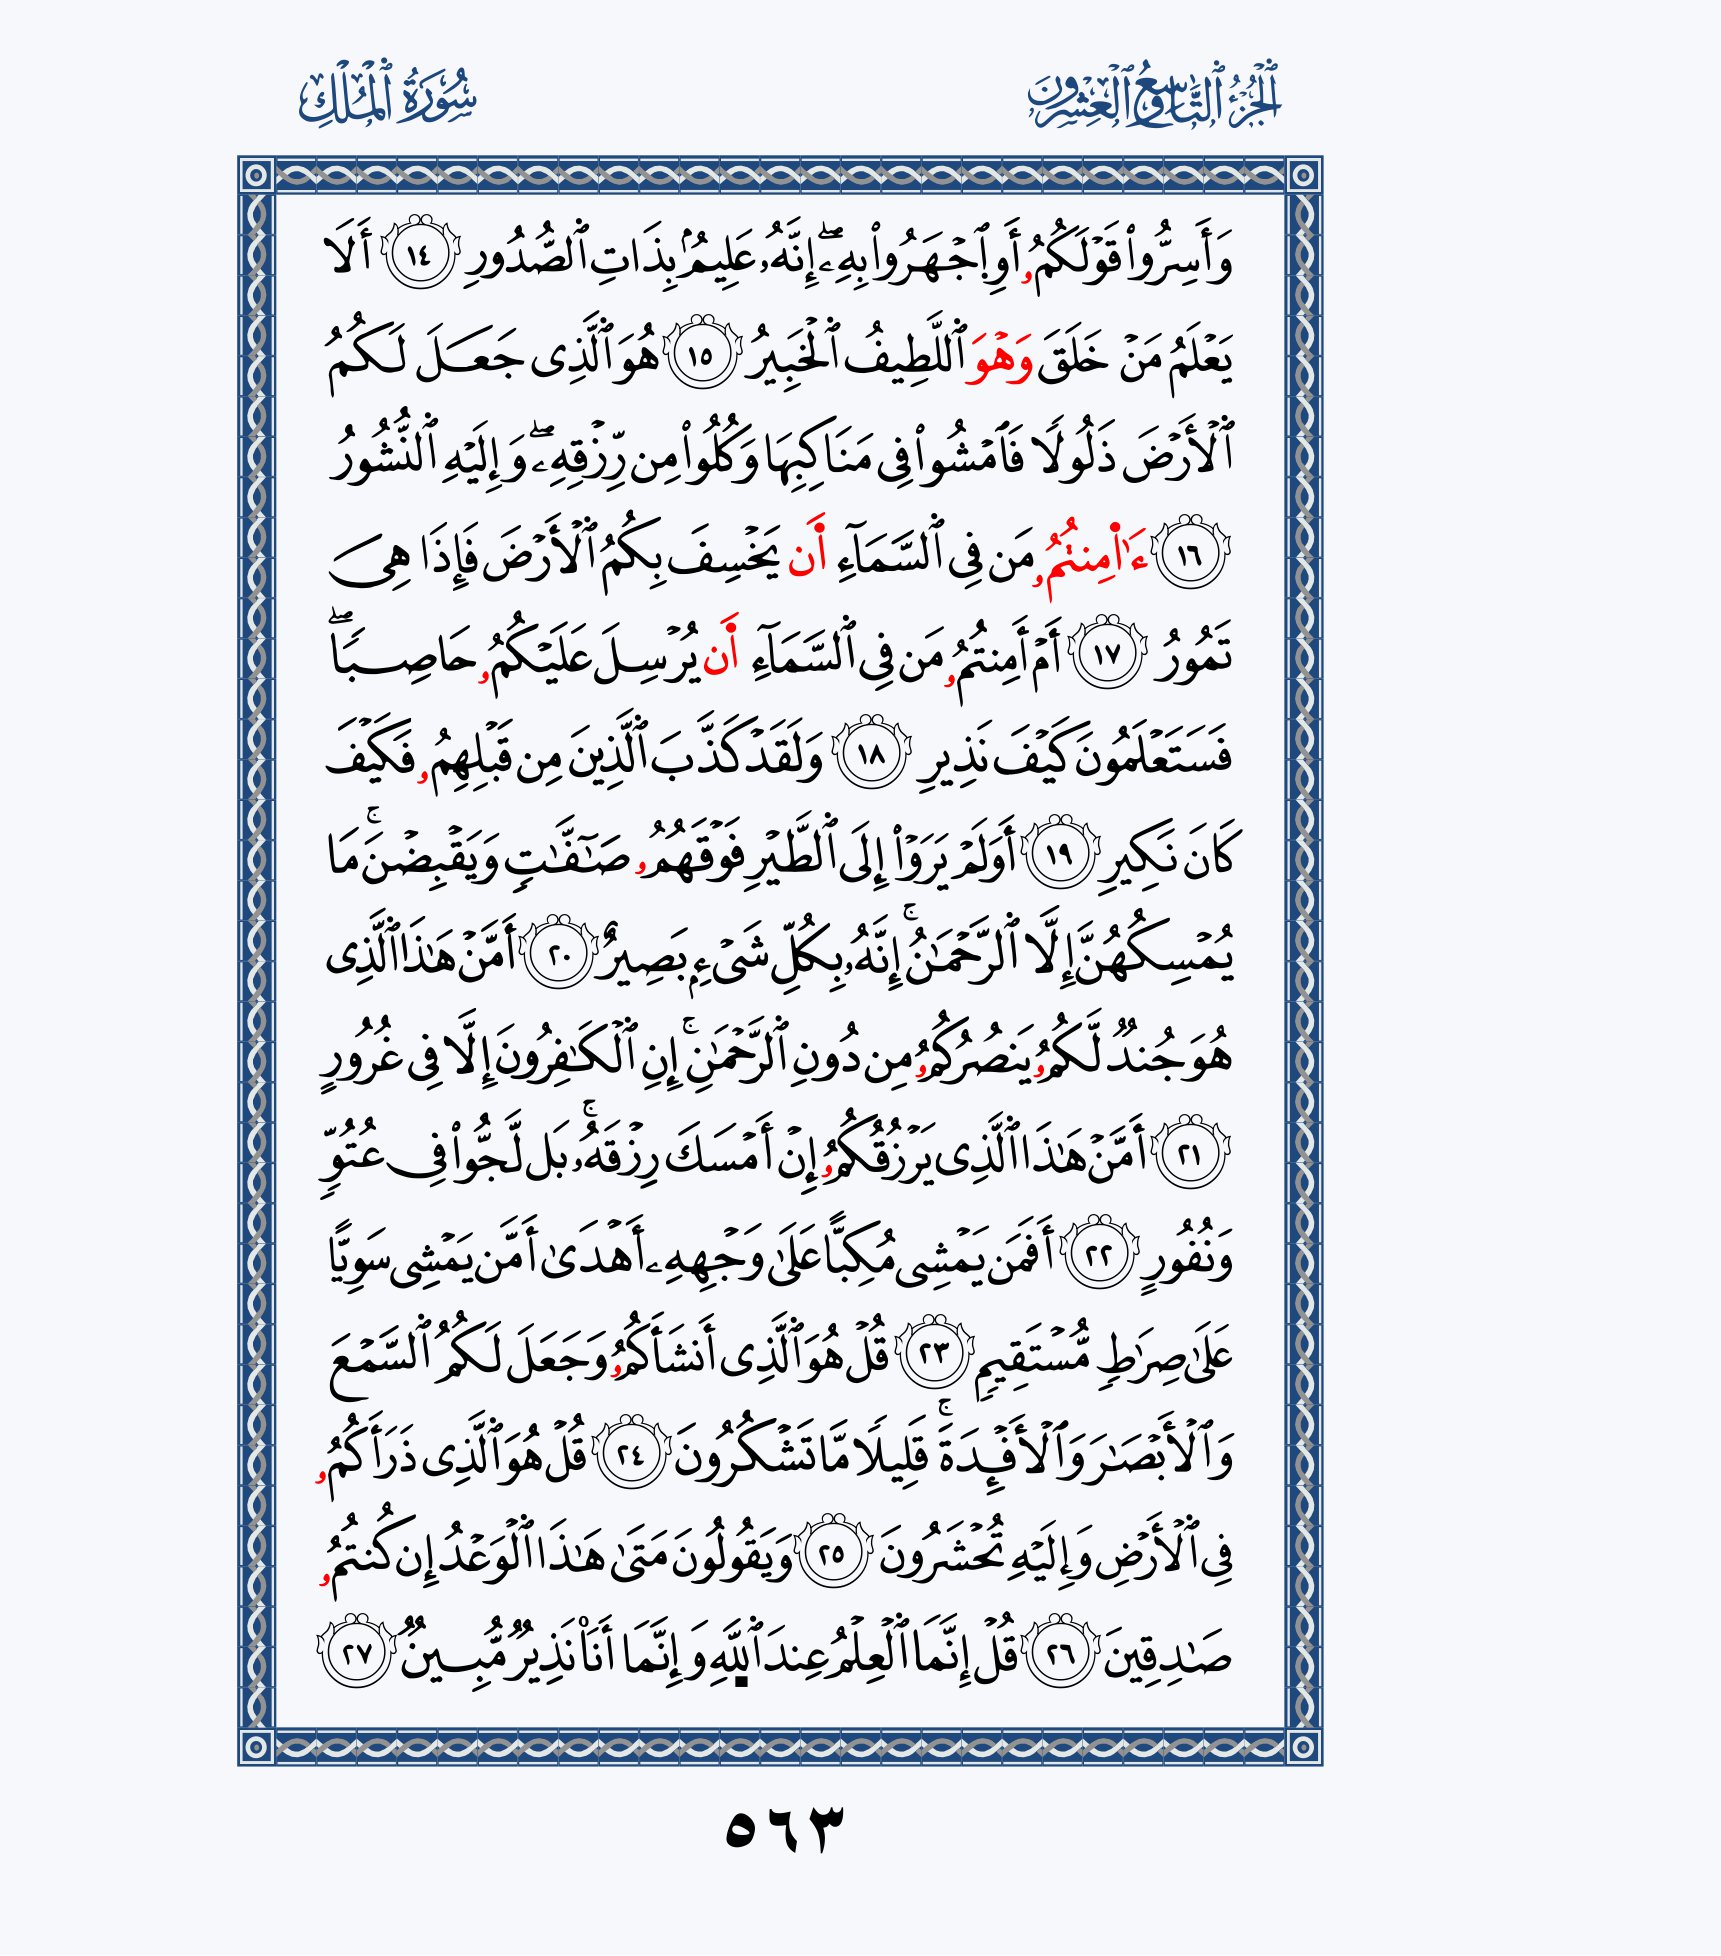 ٱلْجُزْءُ ٱلتَّاسِعُ وَٱلْعِشْرُونَ
سُورَةُ ٱلْمُلْكِ
وَأَسِرُّوا۟ قَوْلَكُمُۥ أَوِ ٱجْهَرُوا۟ بِهِۦٓۖ إِنَّهُۥ عَلِيمُۢ بِذَاتِ ٱلصُّدُورِ ١٤ أَلَا
يَعْلَمُ مَنْ خَلَقَ وَهْوَ ٱللَّطِيفُ ٱلْخَبِيرُ ١٥ هُوَ ٱلَّذِى جَعَلَ لَكُمُ
ٱلْأَرْضَ ذَلُولًا فَٱمْشُوا۟ فِى مَنَاكِبِهَا وَكُلُوا۟ مِن رِّزْقِهِۦۖ وَإِلَيْهِ ٱلنُّشُورُ
١٦ ءَا۬مِنتُمُۥ مَن فِى ٱلسَّمَآءِ أَ۬ن يَخْسِفَ بِكُمُ ٱلْأَرْضَ فَإِذَا هِىَ
تَمُورُ ١٧ أَمْ أَمِنتُمُۥ مَن فِى ٱلسَّمَآءِ أَ۬ن يُرْسِلَ عَلَيْكُمُۥ حَاصِبًاۖ
فَسَتَعْلَمُونَ كَيْفَ نَذِيرِ ١٨ وَلَقَدْ كَذَّبَ ٱلَّذِينَ مِن قَبْلِهِمُۥ فَكَيْفَ
كَانَ نَكِيرِ ١٩ أَوَلَمْ يَرَوْا۟ إِلَى ٱلطَّيْرِ فَوْقَهُمُۥ صَٰٓفَّٰتٍ وَيَقْبِضْنَۚ مَا
يُمْسِكُهُنَّ إِلَّا ٱلرَّحْمَٰنُۚ إِنَّهُۥ بِكُلِّ شَىْءِۭ بَصِيرٌ ٢٠ أَمَّنْ هَٰذَا ٱلَّذِى
هُوَ جُندٌ لَّكُمُۥ يَنصُرُكُمُۥ مِن دُونِ ٱلرَّحْمَٰنِۚ إِنِ ٱلْكَٰفِرُونَ إِلَّا فِى غُرُورٍ
٢١ أَمَّنْ هَٰذَا ٱلَّذِى يَرْزُقُكُمُۥ إِنْ أَمْسَكَ رِزْقَهُۥۚ بَل لَّجُّوا۟ فِى عُتُوٍّ
وَنُفُورٍ ٢٢ أَفَمَن يَمْشِى مُكِبًّا عَلَىٰ وَجْهِهِۦ أَهْدَىٰ أَمَّن يَمْشِى سَوِيًّا
عَلَىٰ صِرَٰطٍ مُّسْتَقِيمٍ ٢٣ قُلْ هُوَ ٱلَّذِى أَنشَأَكُمُۥ وَجَعَلَ لَكُمُ ٱلسَّمْعَ
وَٱلْأَبْصَٰرَ وَٱلْأَفْـِٔدَةَۚ قَلِيلًا مَّا تَشْكُرُونَ ٢٤ قُلْ هُوَ ٱلَّذِى ذَرَأَكُمُۥ
فِى ٱلْأَرْضِ وَإِلَيْهِ تُحْشَرُونَ ٢٥ وَيَقُولُونَ مَتَىٰ هَٰذَا ٱلْوَعْدُ إِن كُنتُمُۥ
صَٰدِقِينَ ٢٦ قُلْ إِنَّمَا ٱلْعِلْمُ عِندَ ٱللَّهِ وَإِنَّمَا أَنَا۠ نَذِيرٌ مُّبِينٌ ٢٧
٥٦٣